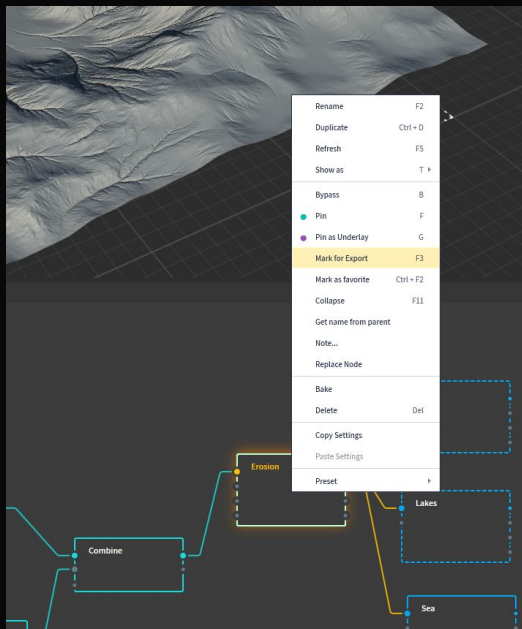 Rename F2
Duplicate Ctrl + D
Refresh F5
Show as T
Bypass B
Pin F
Pin as Underlay G
Mark for Export F3
Mark as favorite Ctrl + F2
Collapse F11
Get name from parent
Note...
Replace Node
Bake
Delete Del
Copy Settings
Paste Settings
Preset
Erosion
Lakes
Combine
Sea